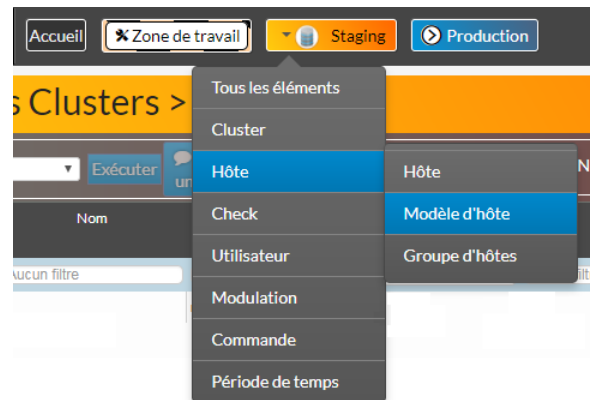 Accueil
Zone de travail
Staging
Production
s Clusters >
Tous les éléments
Cluster
Hôte
Check
Utilisateur
Modulation
Commande
Période de temps
Hôte
Modèle d'hôte
Groupe d'hôtes
Exécuter
un
N
Nom
Aucun filtre